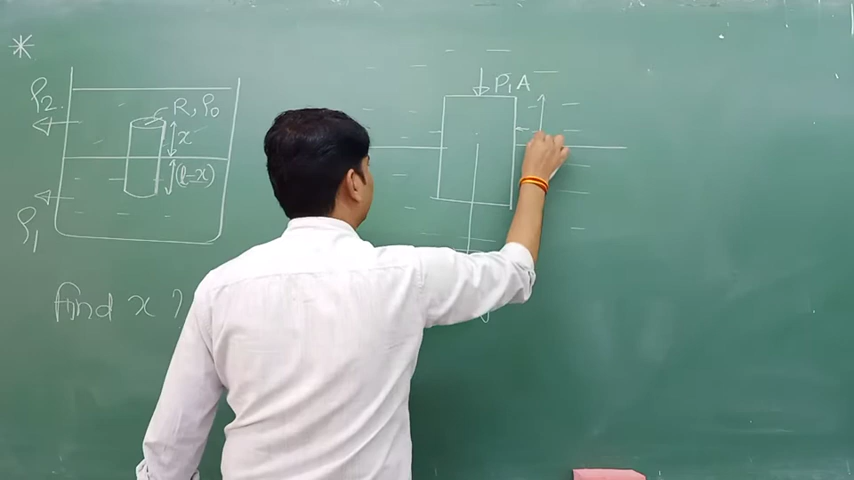 *
ρ₂
R, ρ₀
x
(l-x)
ρ₁
find x ?
P₁A